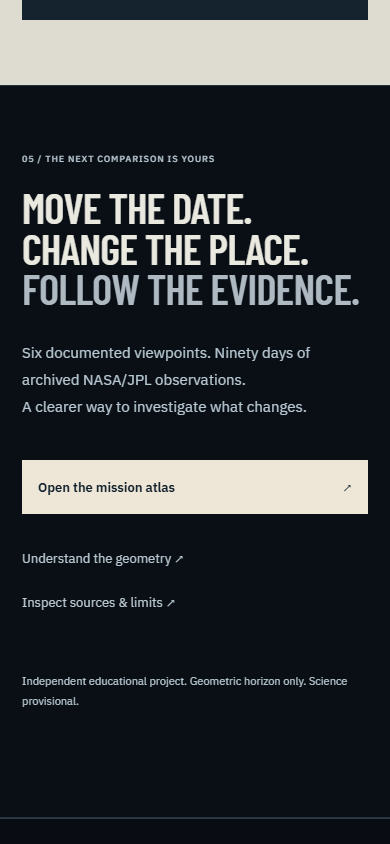 05 / THE NEXT COMPARISON IS YOURS
MOVE THE DATE.
CHANGE THE PLACE.
FOLLOW THE EVIDENCE.
Six documented viewpoints. Ninety days of
archived NASA/JPL observations.
A clearer way to investigate what changes.
Open the mission atlas ↗
Understand the geometry ↗
Inspect sources & limits ↗
Independent educational project. Geometric horizon only. Science
provisional.